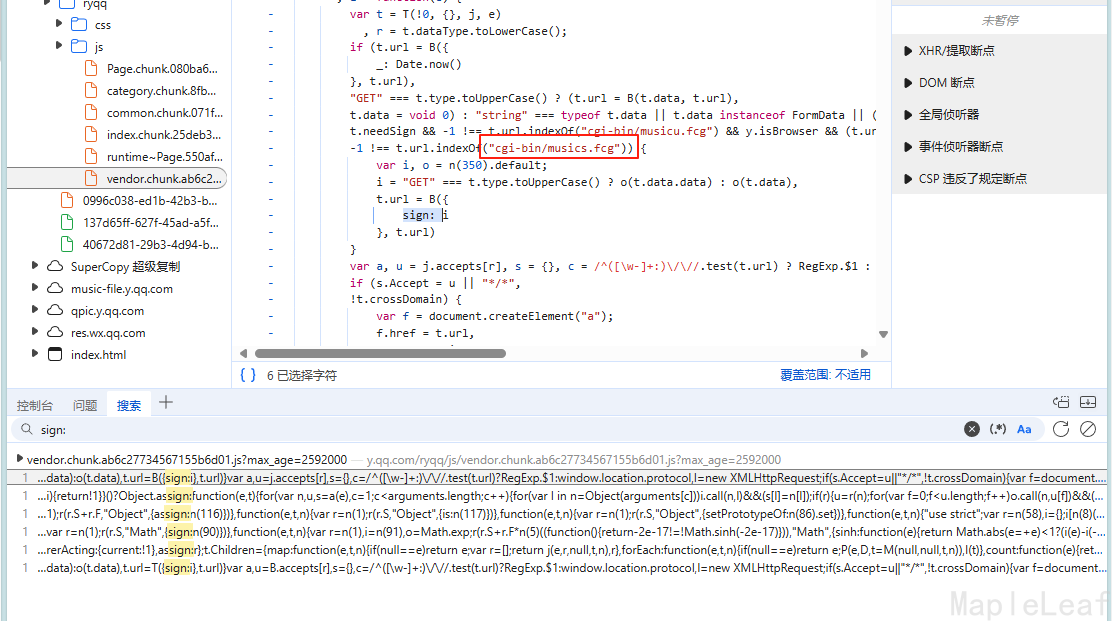 ryqq
css
js
Page.chunk.080ba6...
category.chunk.8fb...
common.chunk.071f...
index.chunk.25deb3...
runtime~Page.550af...
vendor.chunk.ab6c2...
0996c038-ed1b-42b3-b...
137d65ff-627f-45ad-a5f...
40672d81-29b3-4d94-b...
SuperCopy 超级复制
music-file.y.qq.com
qpic.y.qq.com
res.wx.qq.com
index.html
var t = T(!0, {}, j, e)
, r = t.dataType.toLowerCase();
if (t.url = B({
_: Date.now()
}, t.url),
"GET" === t.type.toUpperCase() ? (t.url = B(t.data, t.url),
t.data = void 0) : "string" === typeof t.data || t.data instanceof FormData || (
t.needSign && -1 !== t.url.indexOf("cgi-bin/musicu.fcg") && y.isBrowser && (t.ur
-1 !== t.url.indexOf("cgi-bin/musics.fcg")) {
var i, o = n(350).default;
i = "GET" === t.type.toUpperCase() ? o(t.data.data) : o(t.data),
t.url = B({
sign: i
}, t.url)
}
var a, u = j.accepts[r], s = {}, c = /^([\w-]+:)\/\//.test(t.url) ? RegExp.$1 :
if (s.Accept = u || "*/*",
!t.crossDomain) {
var f = document.createElement("a");
f.href = t.url,
{ } 6 已选择字符
覆盖范围: 不适用
未暂停
XHR/提取断点
DOM 断点
全局侦听器
事件侦听器断点
CSP 违反了规定断点
控制台 问题 搜索
sign:
(.*) Aa
vendor.chunk.ab6c27734567155b6d01.js?max_age=2592000 — y.qq.com/ryqq/js/vendor.chunk.ab6c27734567155b6d01.js?max_age=2592000
1 ...data):o(t.data),t.url=B({sign:i},t.url)}var a,u=j.accepts[r],s={},c=/^([\w-]+:)\/\//.test(t.url)?RegExp.$1:window.location.protocol,l=new XMLHttpRequest;if(s.Accept=u||"*/*",!t.crossDomain){var f=document....
1 ...i){return!1}}()?Object.assign:function(e,t){for(var n,u,s=a(e),c=1;c<arguments.length;c++){for(var l in n=Object(arguments[c]))i.call(n,l)&&(s[l]=n[l]);if(r){u=r(n);for(var f=0;f<u.length;f++)o.call(n,u[f])&&(...
1 ...1);r(r.S+r.F,"Object",{assign:n(116)})},function(e,t,n){var r=n(1);r(r.S,"Object",{is:n(117)})},function(e,t,n){var r=n(1);r(r.S,"Object",{setPrototypeOf:n(86).set})},function(e,t,n){"use strict";var r=n(58),i={};i[n(8)(...
1 ...var r=n(1);r(r.S,"Math",{sign:n(90)})},function(e,t,n){var r=n(1),i=n(91),o=Math.exp;r(r.S+r.F*n(5)((function(){return-2e-17!=!Math.sinh(-2e-17)})),"Math",{sinh:function(e){return Math.abs(e=+e)<1?(i(e)-i(-...
1 ...rerActing:{current:!1},assign:r};t.Children={map:function(e,t,n){if(null==e)return e;var r=[];return j(e,r,null,t,n),r},forEach:function(e,t,n){if(null==e)return e;P(e,D,t=M(null,null,t,n)),I(t)},count:function(e){ret...
1 ...data):o(t.data),t.url=T({sign:i},t.url)}var a,u=B.accepts[r],s={},c=/^([\w-]+:)\/\//.test(t.url)?RegExp.$1:window.location.protocol,l=new XMLHttpRequest;if(s.Accept=u||"*/*",!t.crossDomain){var f=document....
MapleLeaf